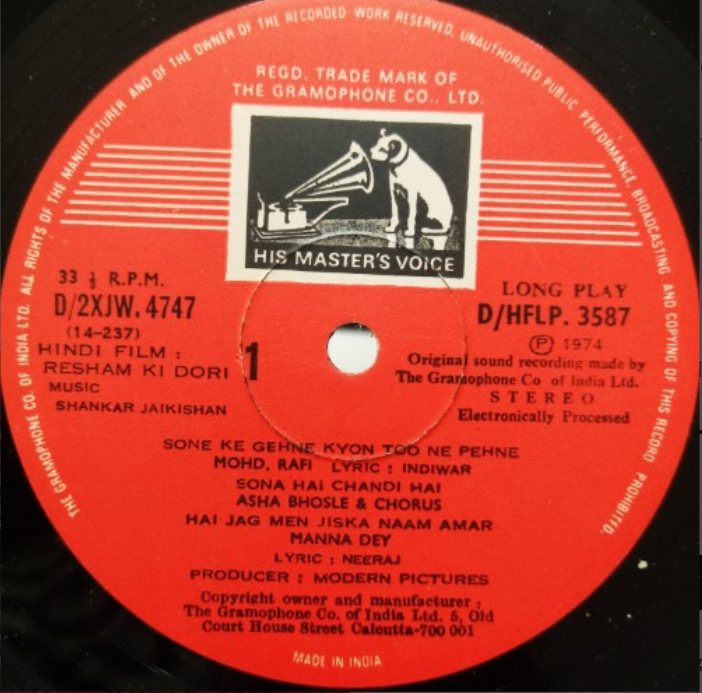 THE GRAMOPHONE CO. OF INDIA LTD. ALL RIGHTS OF THE MANUFACTURER AND OF THE OWNER OF THE RECORDED WORK RESERVED, UNAUTHORISED PUBLIC PERFORMANCE, BROADCASTING AND COPYING OF THIS RECORD PROHIBITED.
REGD. TRADE MARK OF
THE GRAMOPHONE CO., LTD.
HIS MASTER'S VOICE
33 ⅓ R.P.M.
D/2XJW. 4747
(14-237)
HINDI FILM :
RESHAM KI DORI
MUSIC
SHANKAR JAIKISHAN
1
LONG PLAY
D/HFLP. 3587
Ⓟ 1974
Original sound recording made by
The Gramophone Co of India Ltd.
STEREO
Electronically Processed
SONE KE GEHNE KYON TOO NE PEHNE
MOHD, RAFI LYRIC : INDIWAR
SONA HAI CHANDI HAI
ASHA BHOSLE & CHORUS
HAI JAG MEN JISKA NAAM AMAR
MANNA DEY
LYRIC : NEERAJ
PRODUCER : MODERN PICTURES
Copyright owner and manufacturer ;
The Gramophone Co. of India Ltd. 5, Old
Court House Street Calcutta-700 001
MADE IN INDIA